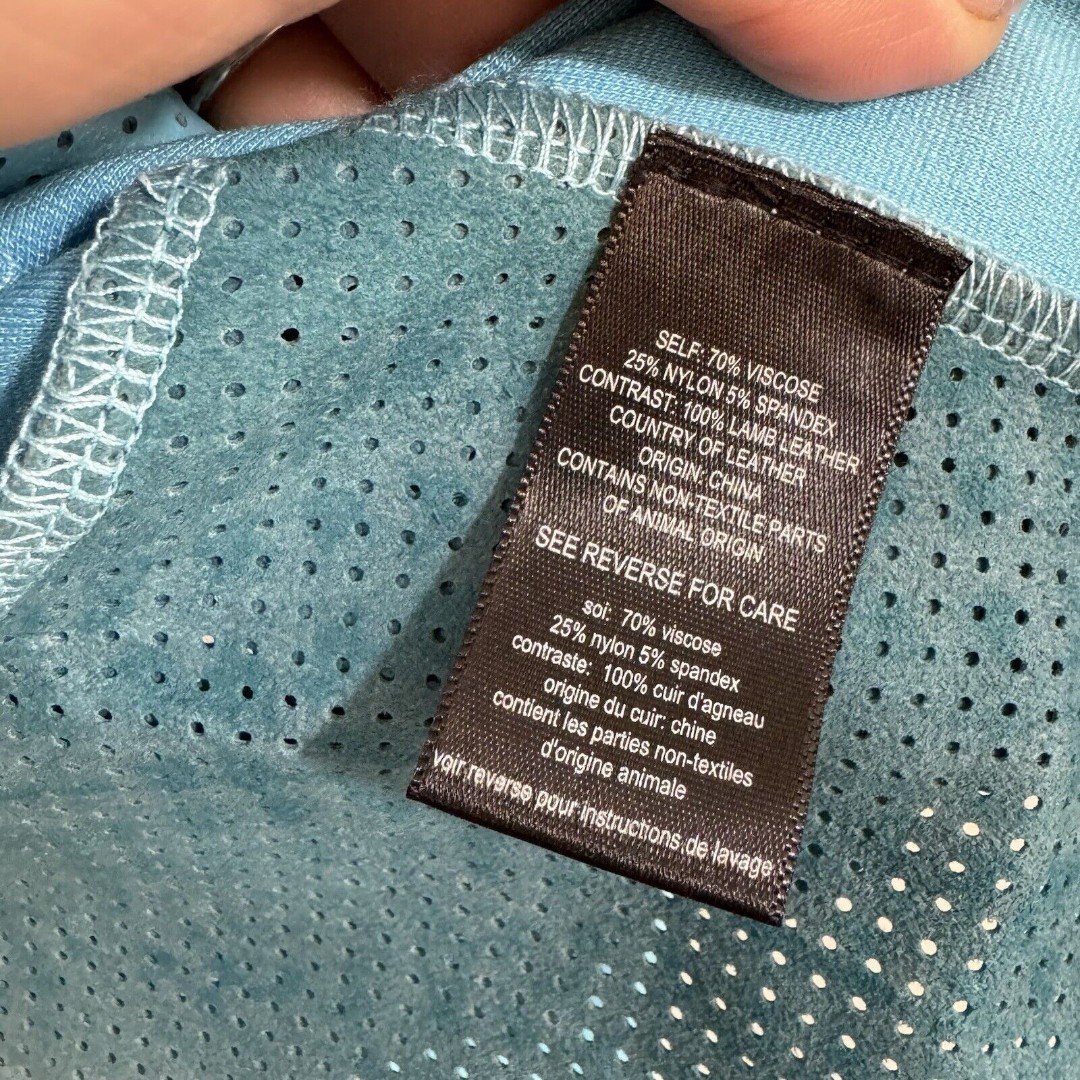 SELF: 70% VISCOSE
25% NYLON 5% SPANDEX
CONTRAST: 100% LAMB LEATHER
COUNTRY OF LEATHER
ORIGIN: CHINA
CONTAINS NON-TEXTILE PARTS
OF ANIMAL ORIGIN
SEE REVERSE FOR CARE
soi: 70% viscose
25% nylon 5% spandex
contraste: 100% cuir d'agneau
origine du cuir: chine
contient les parties non-textiles
d'origine animale
voir reverse pour instructions de lavage